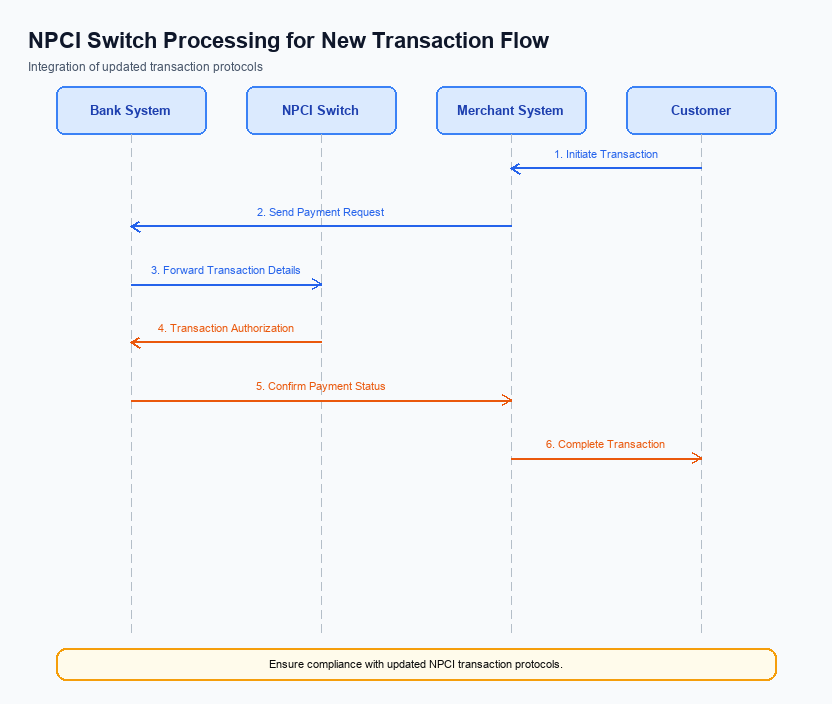 NPCI Switch Processing for New Transaction Flow
Integration of updated transaction protocols
Bank System
NPCI Switch
Merchant System
Customer
1. Initiate Transaction
2. Send Payment Request
3. Forward Transaction Details
4. Transaction Authorization
5. Confirm Payment Status
6. Complete Transaction
Ensure compliance with updated NPCI transaction protocols.